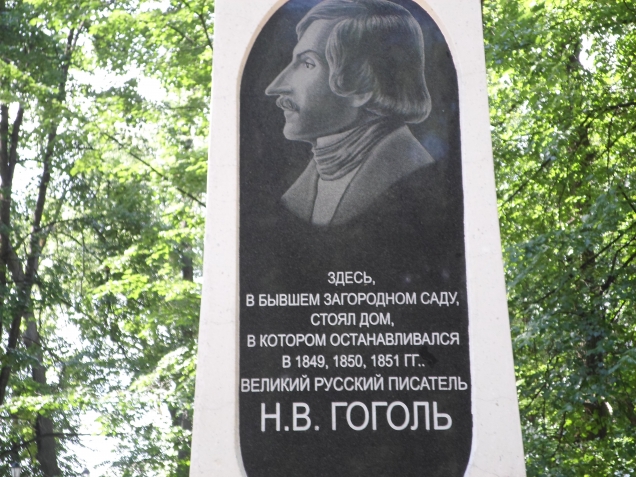 ЗДЕСЬ,
В БЫВШЕМ ЗАГОРОДНОМ САДУ,
СТОЯЛ ДОМ,
В КОТОРОМ ОСТАНАВЛИВАЛСЯ
В 1849, 1850, 1851 ГГ..
ВЕЛИКИЙ РУССКИЙ ПИСАТЕЛЬ
Н.В. ГОГОЛЬ